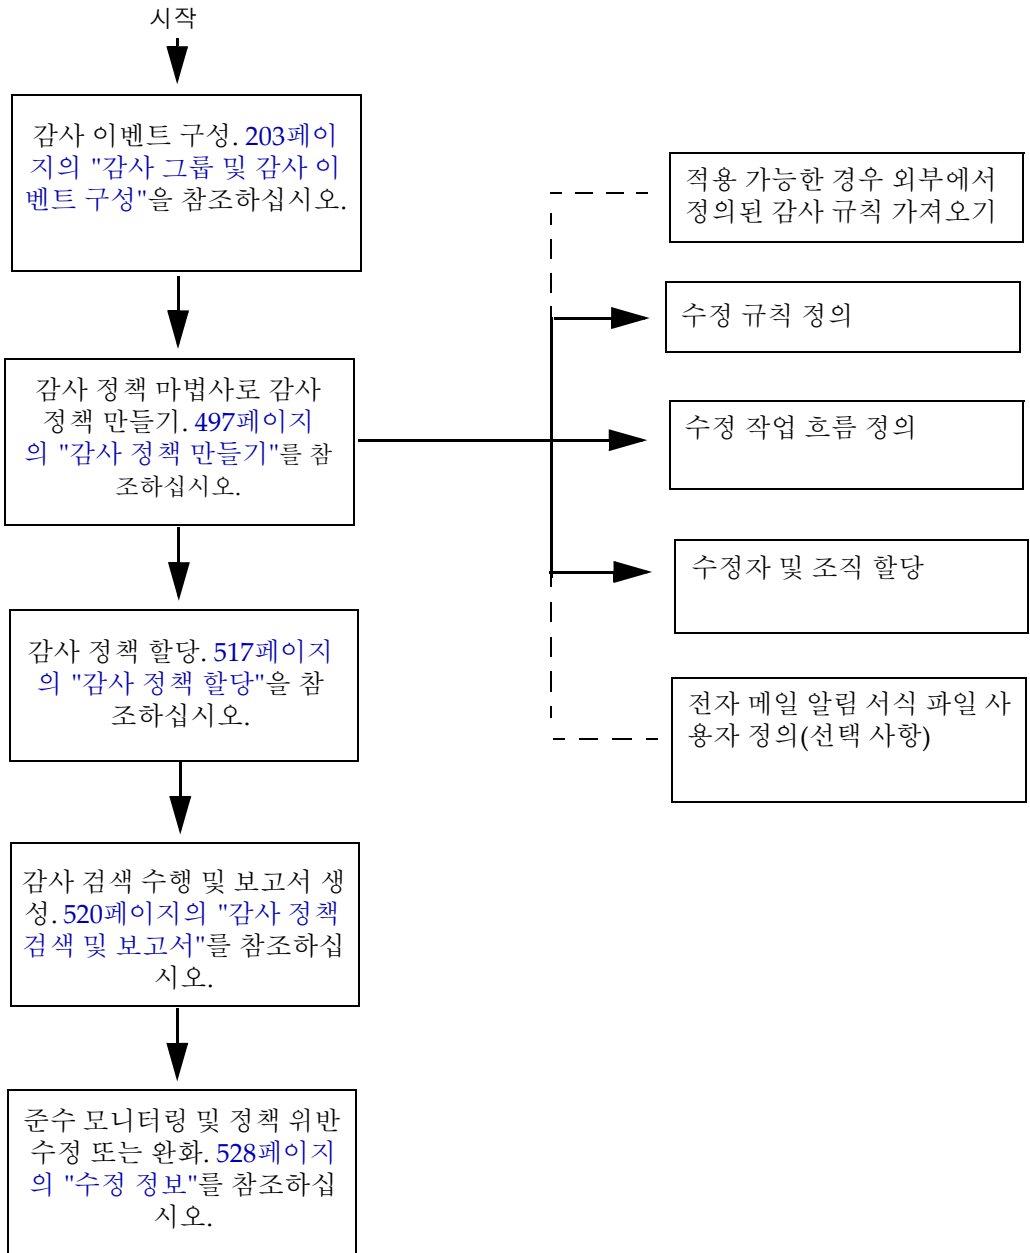 시작
감사 이벤트 구성. 203페이
지의 "감사 그룹 및 감사 이
벤트 구성"을 참조하십시오.
감사 정책 마법사로 감사
정책 만들기. 497페이지
의 "감사 정책 만들기"를 참
조하십시오.
감사 정책 할당. 517페이지
의 "감사 정책 할당"을 참
조하십시오.
감사 검색 수행 및 보고서 생
성. 520페이지의 "감사 정책
검색 및 보고서"를 참조하십
시오.
준수 모니터링 및 정책 위반
수정 또는 완화. 528페이지
의 "수정 정보"를 참조하십
시오.
적용 가능한 경우 외부에서
정의된 감사 규칙 가져오기
수정 규칙 정의
수정 작업 흐름 정의
수정자 및 조직 할당
전자 메일 알림 서식 파일 사
용자 정의(선택 사항)